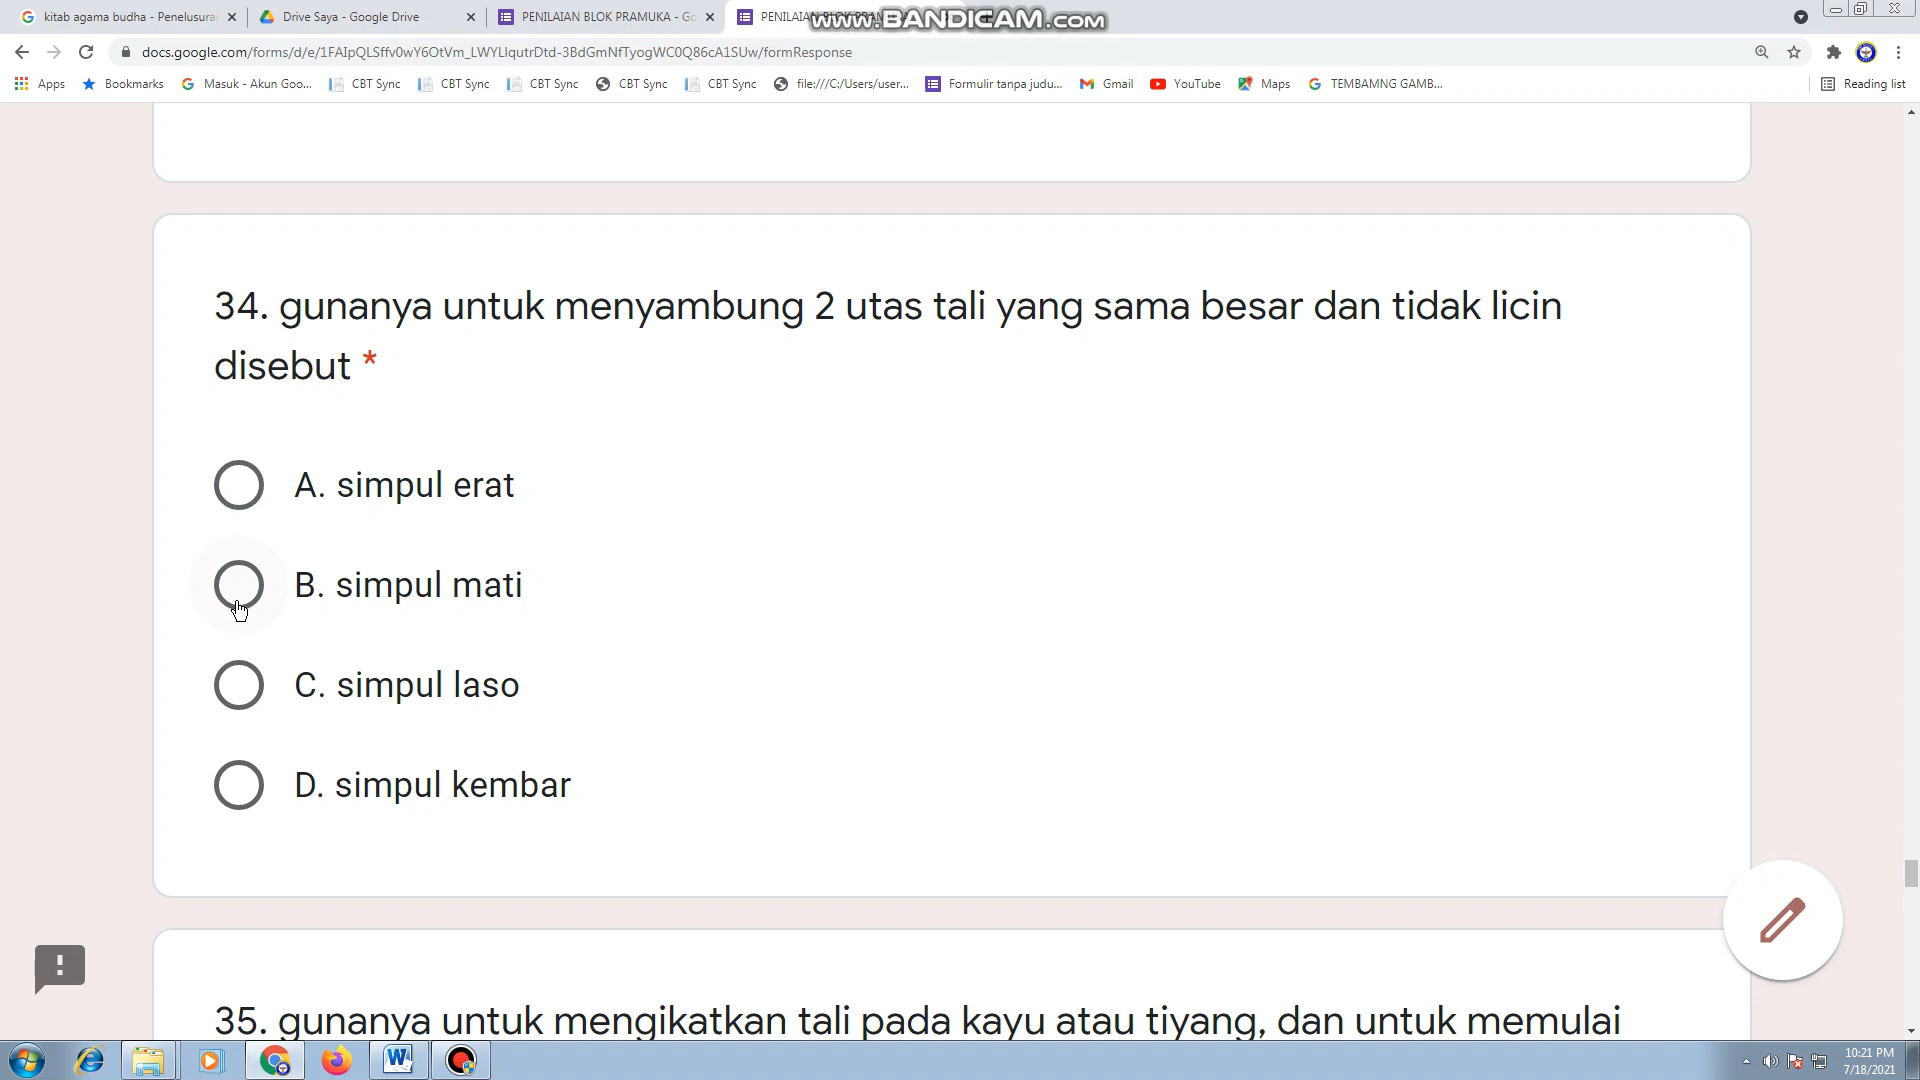 kitab agama budha - Penelusura
Drive Saya - Google Drive
PENILAIAN BLOK PRAMUKA - Go
PENILAIAN BLOK PRAM
www.BANDICAM.com
docs.google.com/forms/d/e/1FAIpQLSffv0wY6OtVm_LWYLlqutrDtd-3BdGmNfTyogWC0Q86cA1SUw/formResponse
Apps
Bookmarks
Masuk - Akun Goo...
CBT Sync
CBT Sync
CBT Sync
CBT Sync
CBT Sync
file:///C:/Users/user...
Formulir tanpa judu...
Gmail
YouTube
Maps
TEMBAMNG GAMB...
Reading list
34. gunanya untuk menyambung 2 utas tali yang sama besar dan tidak licin
disebut *
A. simpul erat
B. simpul mati
C. simpul laso
D. simpul kembar
35. gunanya untuk mengikatkan tali pada kayu atau tiyang, dan untuk memulai
10:21 PM
7/18/2021